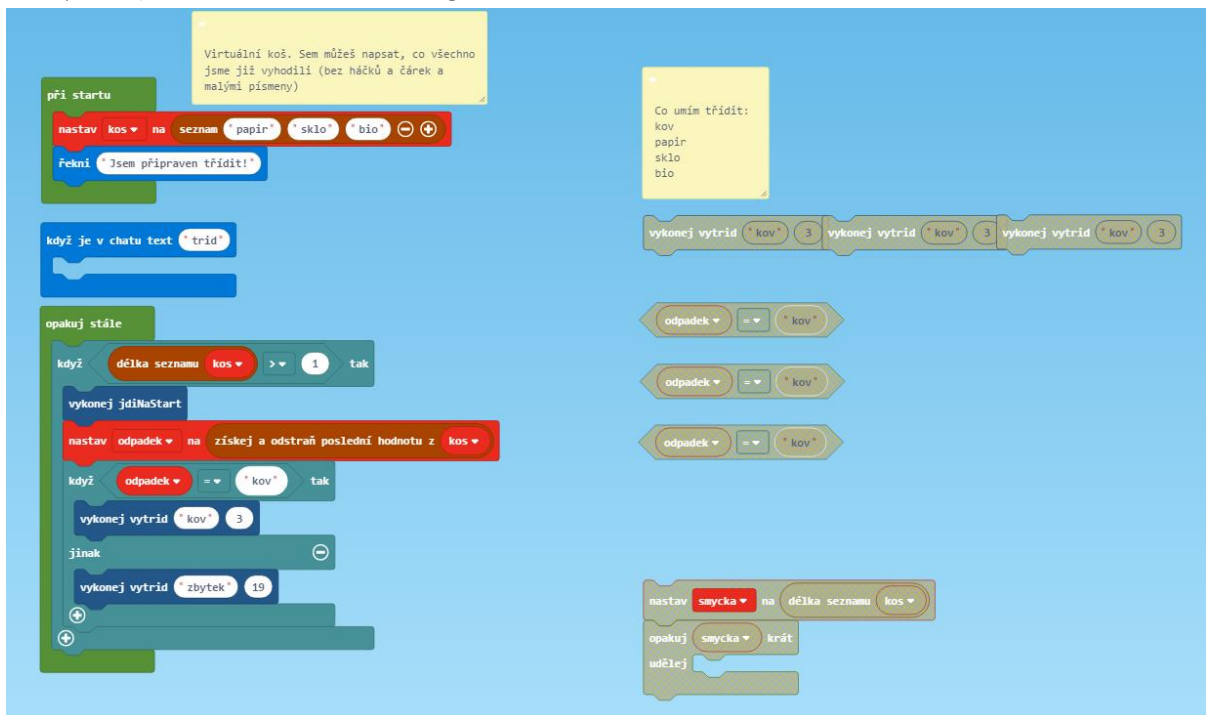 Virtuální koš. Sem můžeš napsat, co všechno
jsme již vyhodili (bez háčků a čárek a
malými písmeny)
při startu
nastav kos na seznam "papir" "sklo" "bio"
řekni "Jsem připraven třídit!"
když je v chatu text "trid"
opakuj stále
když délka seznamu kos > 1 tak
vykonej jdiNaStart
nastav odpadek na získej a odstraň poslední hodnotu z kos
když odpadek = "kov" tak
vykonej vytrid "kov" 3
jinak
vykonej vytrid "zbytek" 19
Co umím třídit:
kov
papir
sklo
bio
vykonej vytrid "kov" 3 vykonej vytrid "kov" 3 vykonej vytrid "kov" 3
odpadek = "kov"
odpadek = "kov"
odpadek = "kov"
nastav smycka na délka seznamu kos
opakuj smycka krát
udělej